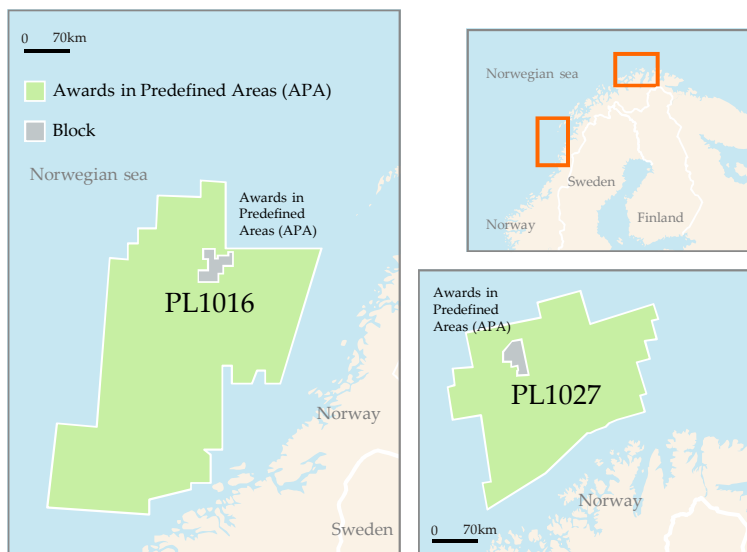 0 70km
Awards in Predefined Areas (APA)
Block
Norwegian sea
Awards in
Predefined
Areas (APA)
PL1016
Norway
Sweden
Norwegian sea
Sweden
Finland
Norway
Awards in
Predefined
Areas (APA)
PL1027
Norway
0 70km